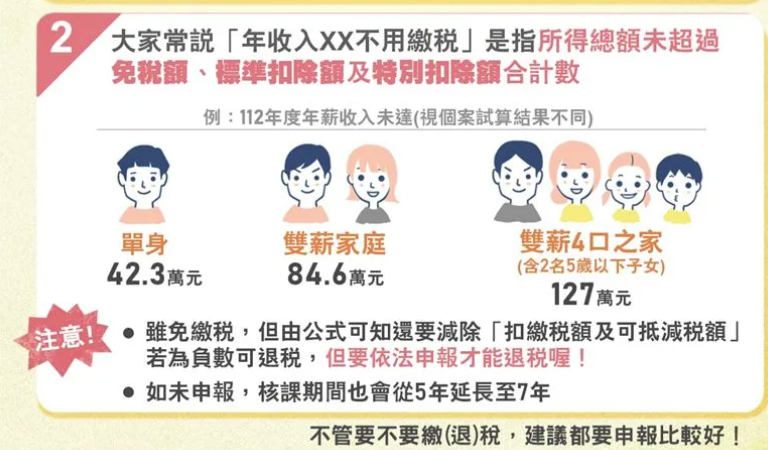 2
大家常説「年收入XX不用繳税」是指所得總額未超過
免稅額、標準扣除額及特別扣除額合計數
例：112年度年薪收入未達(視個案試算結果不同)
單身
42.3萬元
雙薪家庭
84.6萬元
雙薪4口之家
(含2名5歲以下子女)
127萬元
注意!
● 雖免繳税，但由公式可知還要減除「扣繳税額及可抵減税額」
若為負數可退税，但要依法申報才能退税喔！
● 如未申報，核課期間也會從5年延長至7年
不管要不要繳(退)税，建議都要申報比較好！